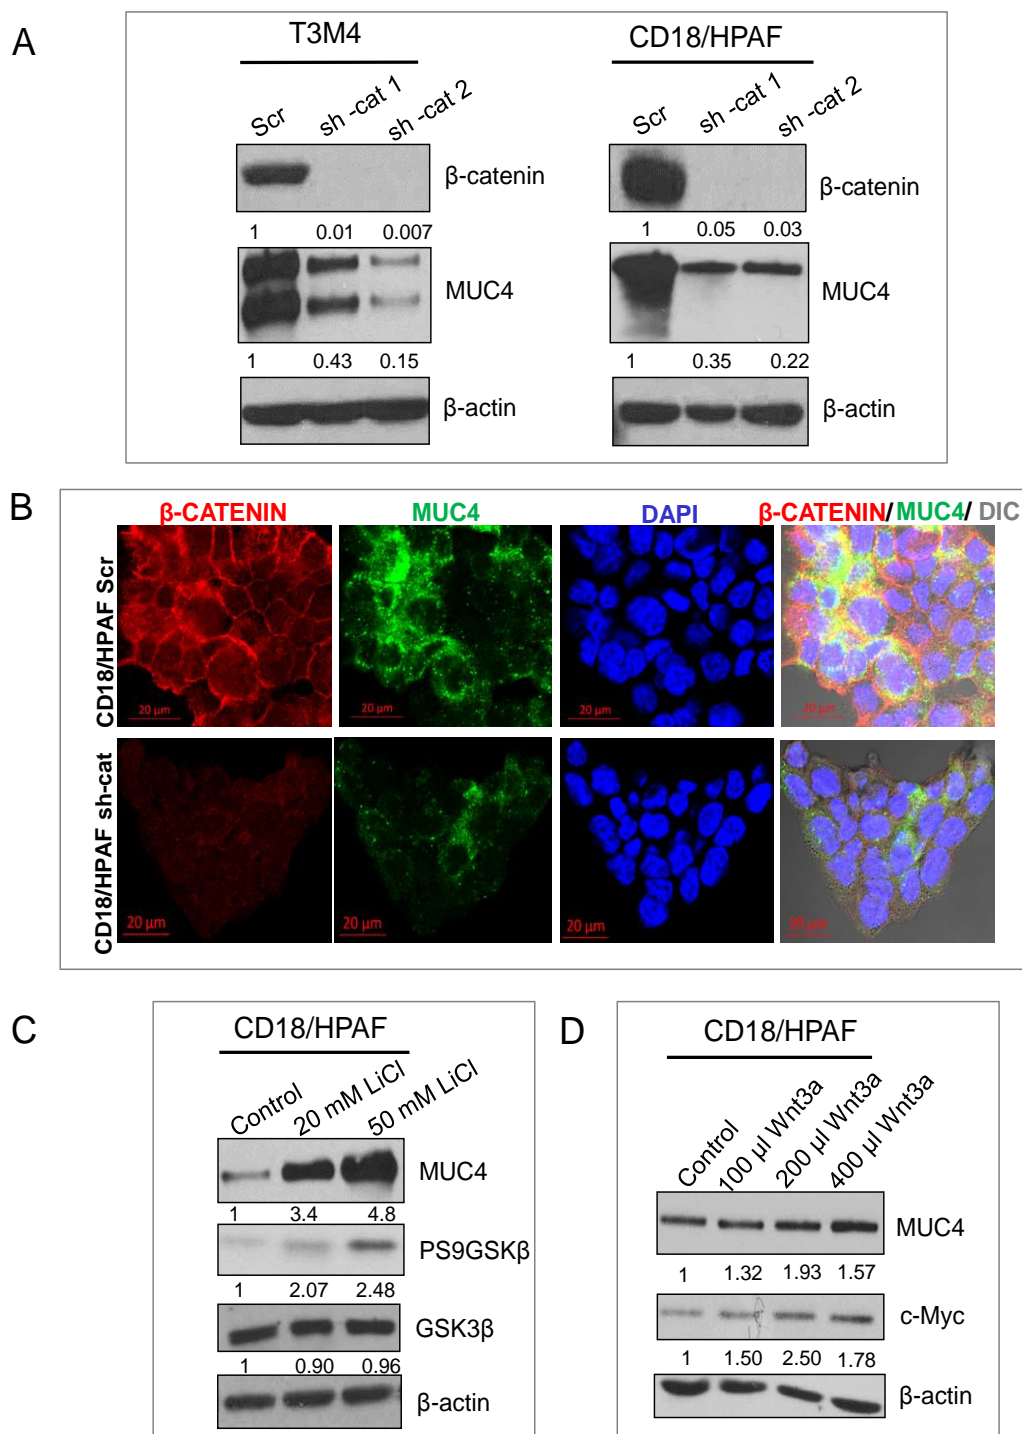 A
T3M4
CD18/HPAF
Scr
sh -cat 1
sh -cat 2
Scr
sh -cat 1
sh -cat 2
β-catenin
β-catenin
1 0.01 0.007
1 0.05 0.03
MUC4
MUC4
1 0.43 0.15
1 0.35 0.22
β-actin
β-actin
B
β-CATENIN
MUC4
DAPI
β-CATENIN/MUC4/ DIC
CD18/HPAF Scr
20 µm
20 µm
20 µm
20 µm
CD18/HPAF sh-cat
20 µm
20 µm
20 µm
20 µm
C
CD18/HPAF
Control
20 mM LiCl
50 mM LiCl
MUC4
1 3.4 4.8
PS9GSKβ
1 2.07 2.48
GSK3β
1 0.90 0.96
β-actin
D
CD18/HPAF
Control
100 µl Wnt3a
200 µl Wnt3a
400 µl Wnt3a
MUC4
1 1.32 1.93 1.57
c-Myc
1 1.50 2.50 1.78
β-actin